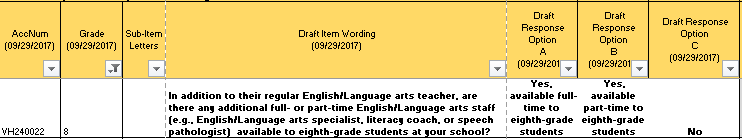 AccNum
(09/29/2017)
Grade
(09/29/2017)
Sub-Item
Letters
Draft Item Wording
(09/29/2017)
Draft
Response
Option
A
(09/29/201
Draft
Response
Option
B
(09/29/201
Draft Response
Option
C
(09/29/2017)
VH240022
8
In addition to their regular English/Language arts teacher, are
there any additional full- or part-time English/Language arts staff
(e.g., English/Language arts specialist, literacy coach, or speech
pathologist) available to eighth-grade students at your school?
Yes,
available full-
time to
eighth-grade
students
Yes,
available
part-time to
eighth-grade
students
No